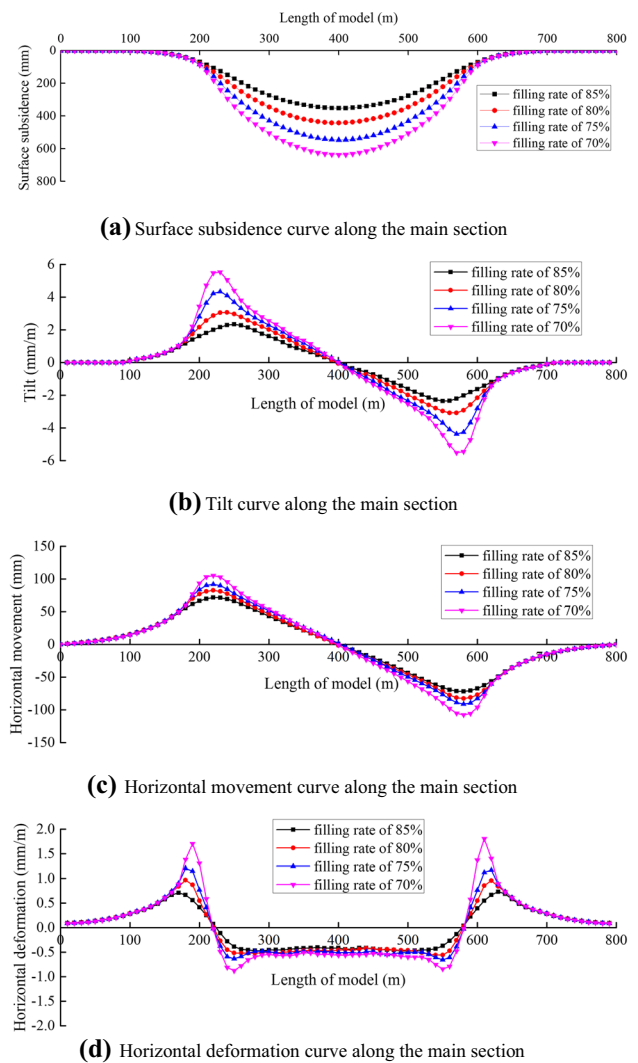 Length of model (m)
0 100 200 300 400 500 600 700 800
Surface subsidence (mm)
0
200
400
600
800
filling rate of 85%
filling rate of 80%
filling rate of 75%
filling rate of 70%
(a) Surface subsidence curve along the main section
Tilt (mm/m)
6
4
2
0
-2
-4
-6
filling rate of 85%
filling rate of 80%
filling rate of 75%
filling rate of 70%
0 100 200 300 400 500 600 700 800
Length of model (m)
(b) Tilt curve along the main section
Horizontal movement (mm)
150
100
50
0
-50
-100
-150
filling rate of 85%
filling rate of 80%
filling rate of 75%
filling rate of 70%
0 100 200 300 400 500 600 700 800
Length of model (m)
(c) Horizontal movement curve along the main section
Horizontal deformation (mm/m)
2.0
1.5
1.0
0.5
0.0
-0.5
-1.0
-1.5
-2.0
filling rate of 85%
filling rate of 80%
filling rate of 75%
filling rate of 70%
0 100 200 300 400 500 600 700 800
Length of model (m)
(d) Horizontal deformation curve along the main section